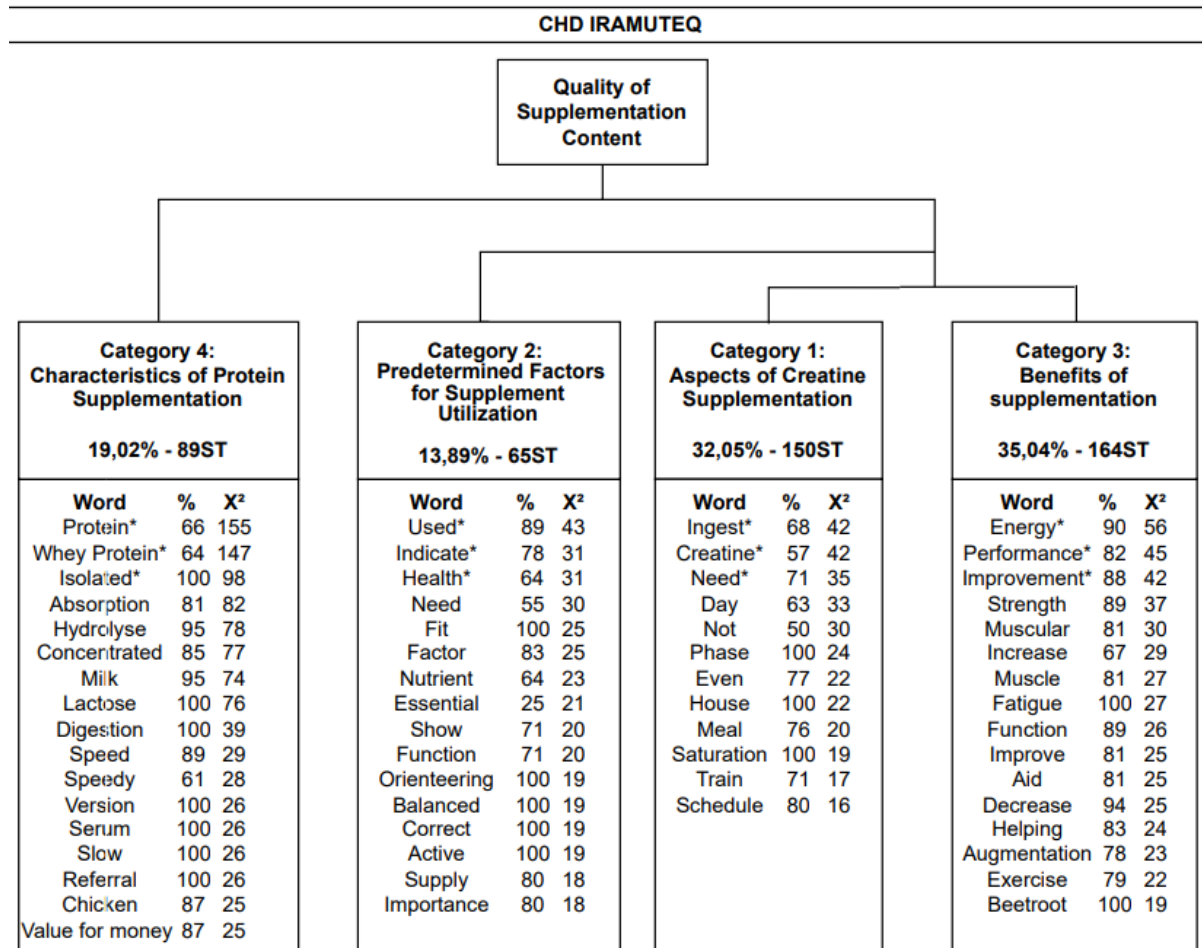 CHD IRAMUTEQ
Quality of
Supplementation
Content
Category 4:
Characteristics of Protein
Supplementation
19,02% - 89ST
Word % X²
Protein* 66 155
Whey Protein* 64 147
Isolated* 100 98
Absorption 81 82
Hydrolyse 95 78
Concentrated 85 77
Milk 95 74
Lactose 100 76
Digestion 100 39
Speed 89 29
Speedy 61 28
Version 100 26
Serum 100 26
Slow 100 26
Referral 100 26
Chicken 87 25
Value for money 87 25
Category 2:
Predetermined Factors
for Supplement
Utilization
13,89% - 65ST
Word % X²
Used* 89 43
Indicate* 78 31
Health* 64 31
Need 55 30
Fit 100 25
Factor 83 25
Nutrient 64 23
Essential 25 21
Show 71 20
Function 71 20
Orienteering 100 19
Balanced 100 19
Correct 100 19
Active 100 19
Supply 80 18
Importance 80 18
Category 1:
Aspects of Creatine
Supplementation
32,05% - 150ST
Word % X²
Ingest* 68 42
Creatine* 57 42
Need* 71 35
Day 63 33
Not 50 30
Phase 100 24
Even 77 22
House 100 22
Meal 76 20
Saturation 100 19
Train 71 17
Schedule 80 16
Category 3:
Benefits of
supplementation
35,04% - 164ST
Word % X²
Energy* 90 56
Performance* 82 45
Improvement* 88 42
Strength 89 37
Muscular 81 30
Increase 67 29
Muscle 81 27
Fatigue 100 27
Function 89 26
Improve 81 25
Aid 81 25
Decrease 94 25
Helping 83 24
Augmentation 78 23
Exercise 79 22
Beetroot 100 19